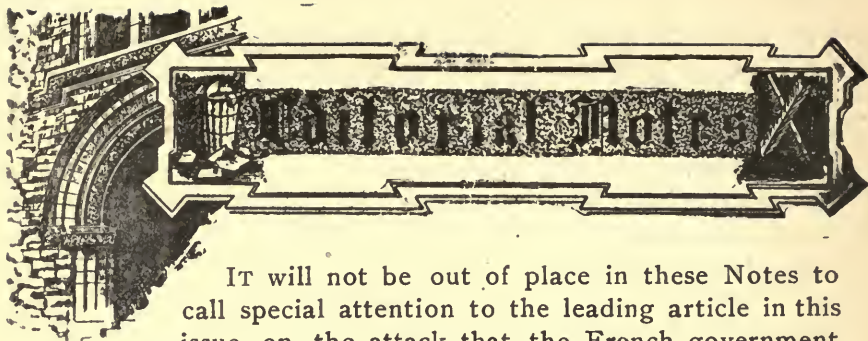 Editorial Notes
IT will not be out of place in these Notes to
call special attention to the leading article in this
issue, on the attack that the French government